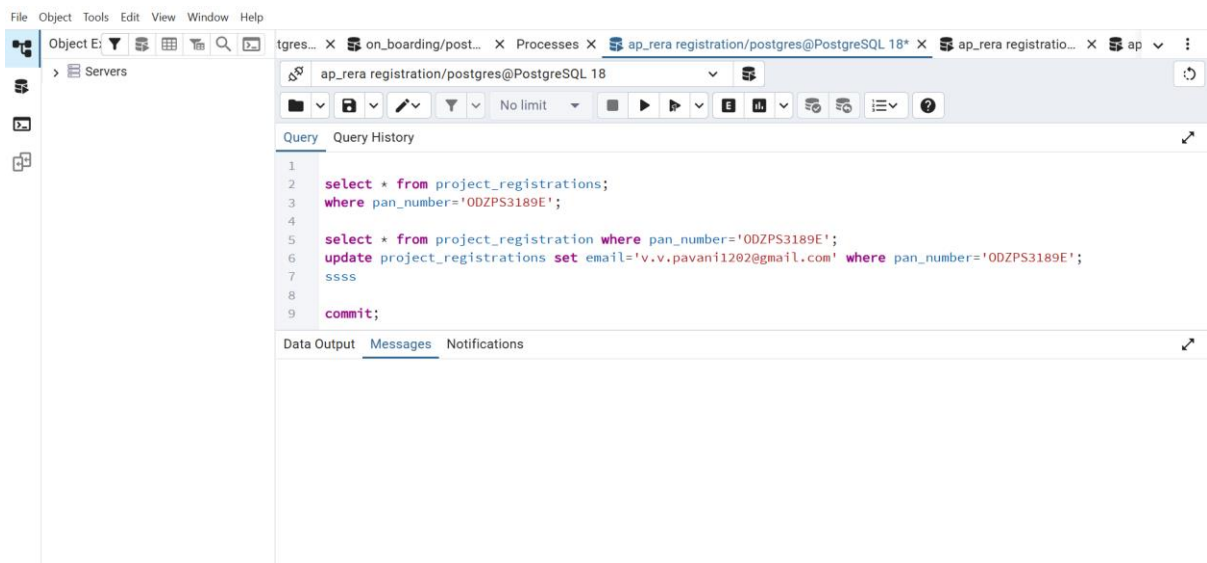 File Object Tools Edit View Window Help
Object E: tgres... X on_boarding/post... X Processes X ap_rera registration/postgres@PostgreSQL 18* X ap_rera registratio... X ap
Servers
ap_rera registration/postgres@PostgreSQL 18
No limit
Query Query History
1
2 select * from project_registrations;
3 where pan_number='ODZPS3189E';
4
5 select * from project_registration where pan_number='ODZPS3189E';
6 update project_registrations set email='v.v.pavani1202@gmail.com' where pan_number='ODZPS3189E';
7 ssss
8
9 commit;
Data Output Messages Notifications